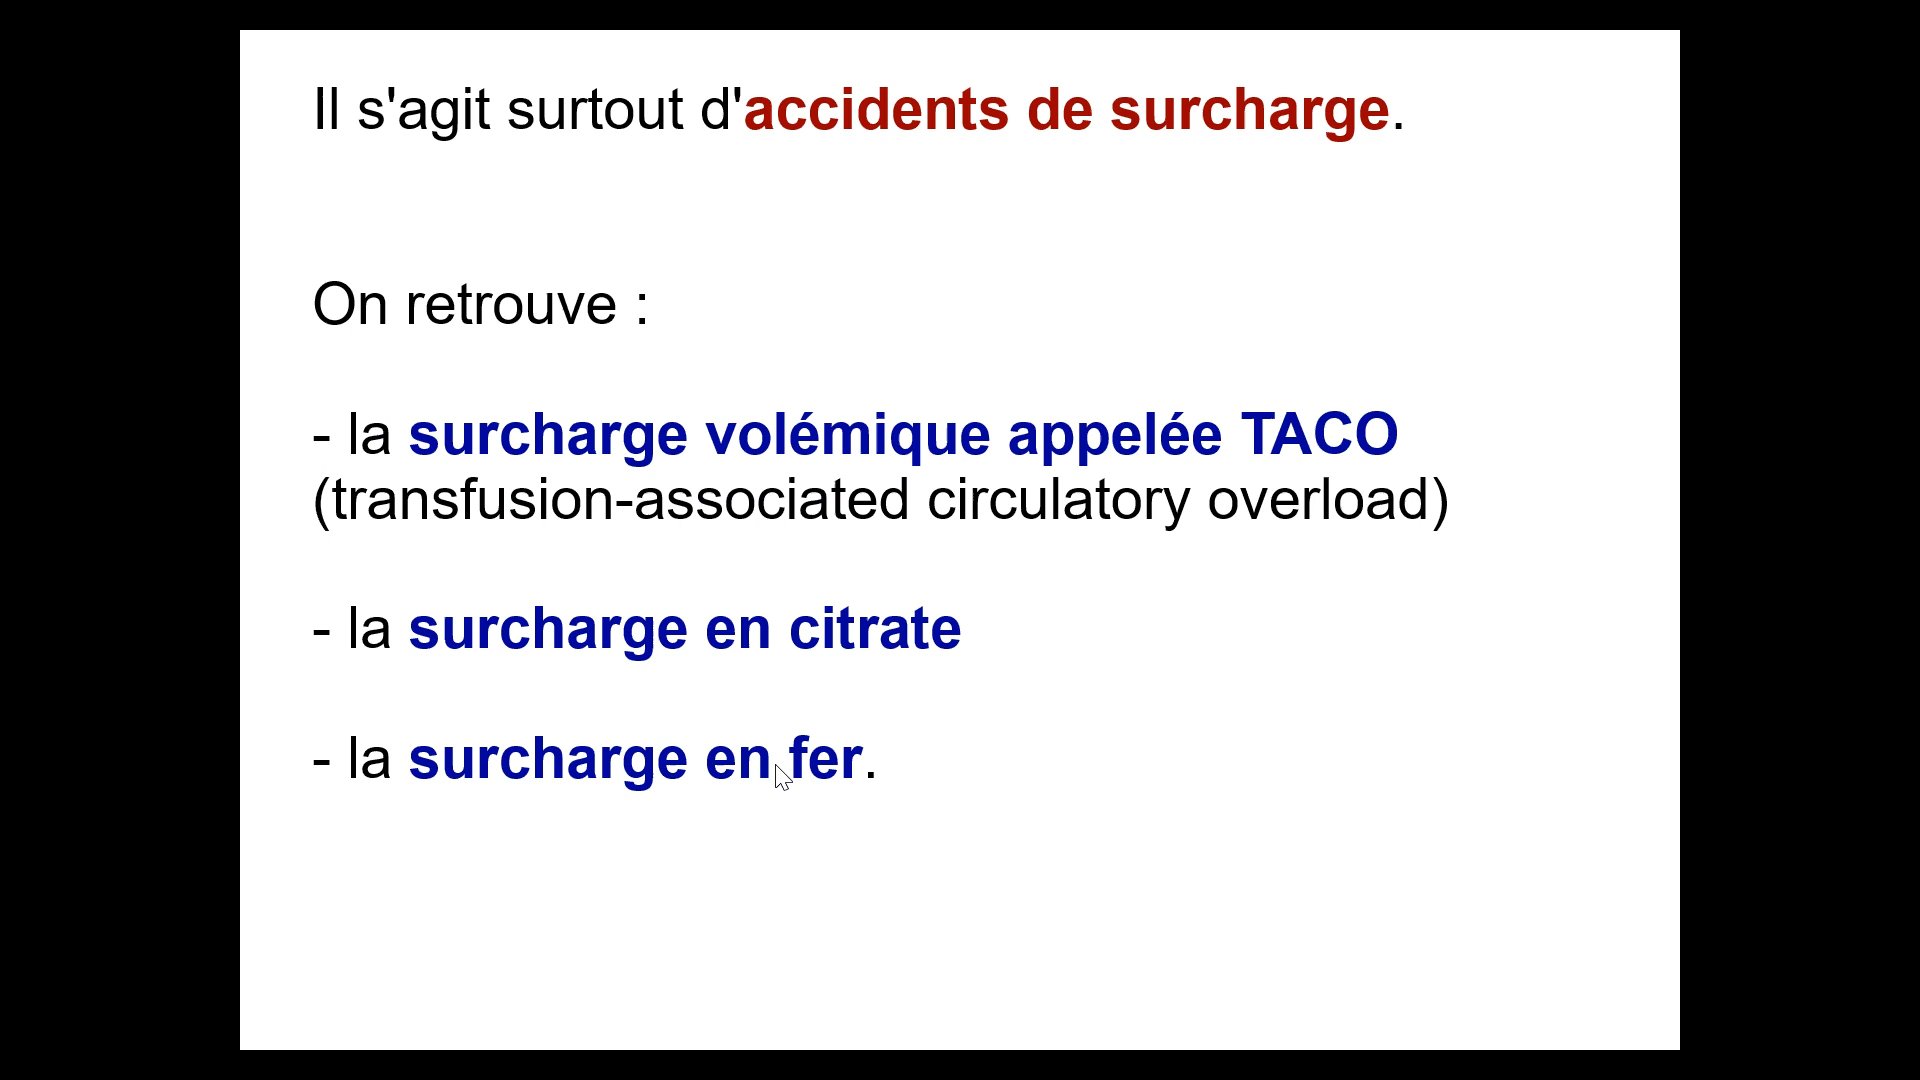 Il s'agit surtout d'accidents de surcharge.
On retrouve :
- la surcharge volémique appelée TACO
(transfusion-associated circulatory overload)
- la surcharge en citrate
- la surcharge en fer.